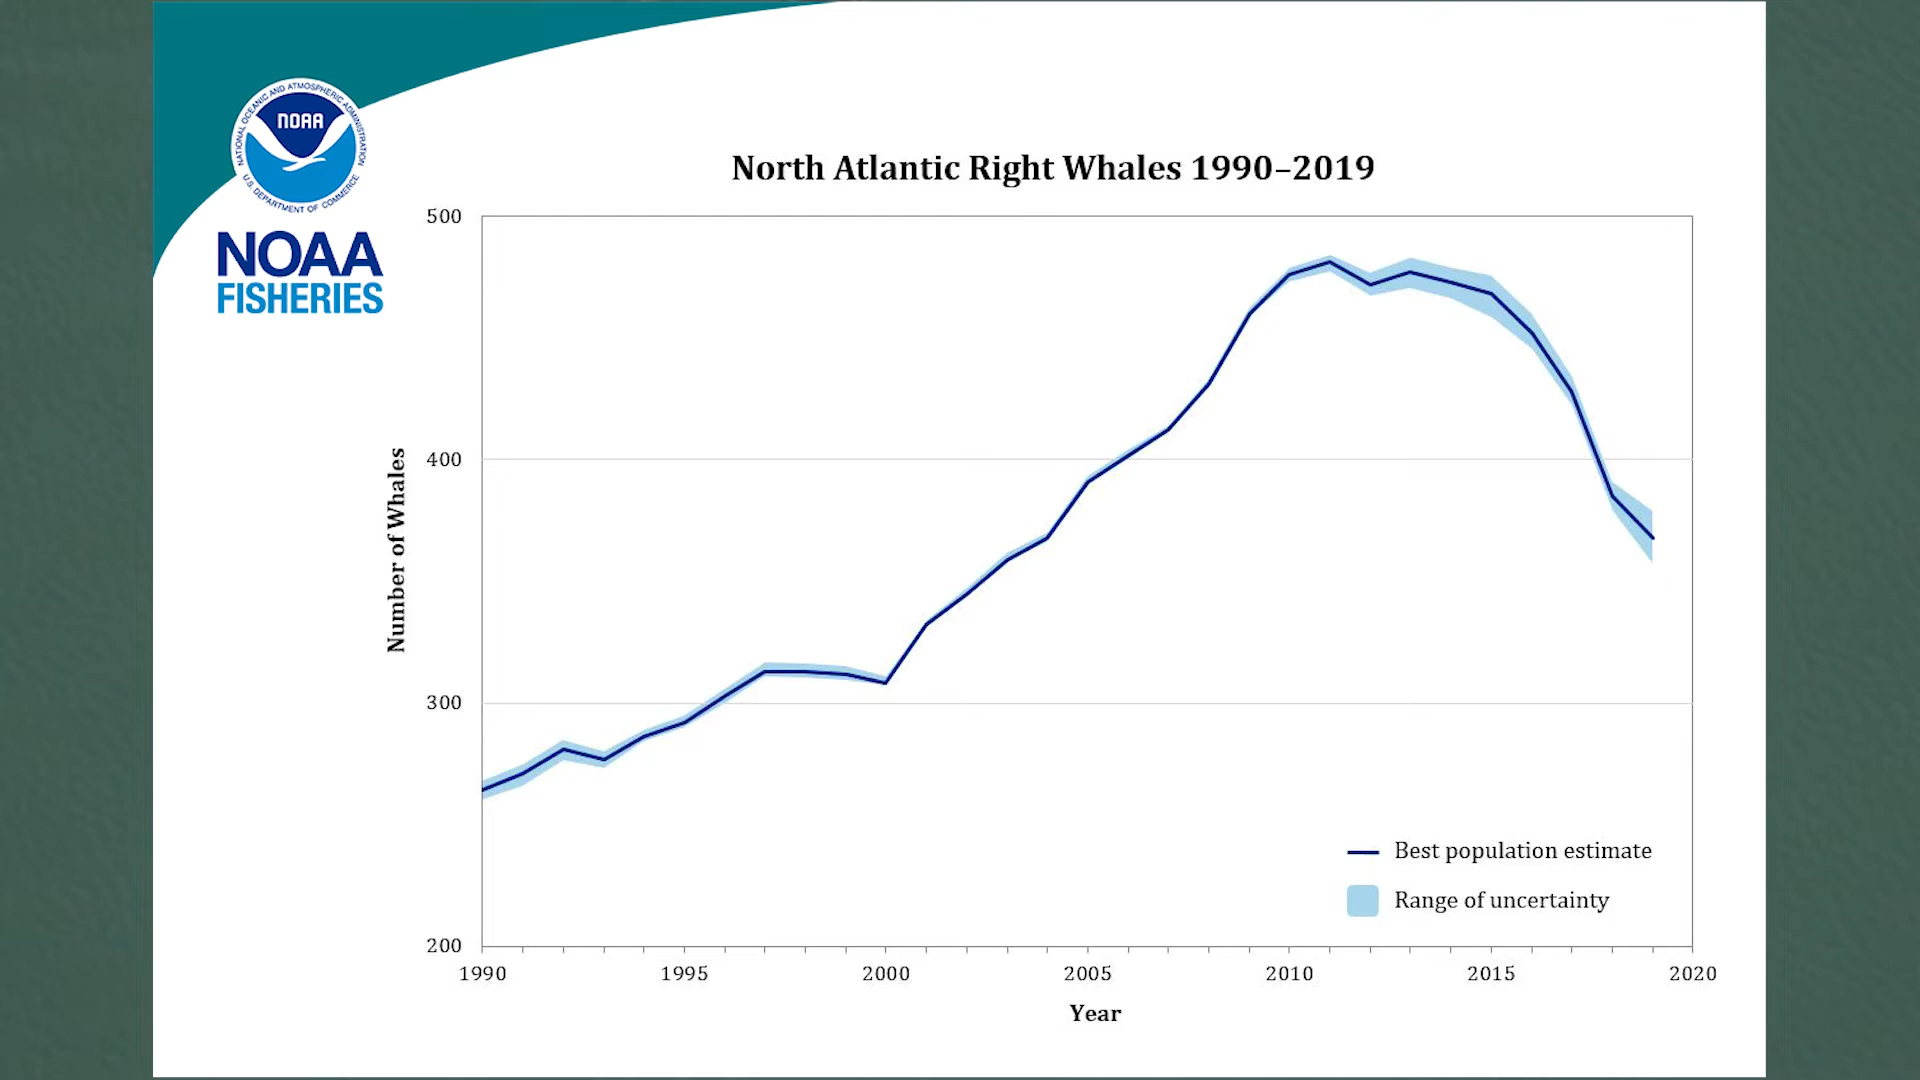 NATIONAL OCEANIC AND ATMOSPHERIC ADMINISTRATION
NOAA
U.S. DEPARTMENT OF COMMERCE
NOAA
FISHERIES
North Atlantic Right Whales 1990–2019
Number of Whales
500
400
300
200
1990 1995 2000 2005 2010 2015 2020
Year
Best population estimate
Range of uncertainty